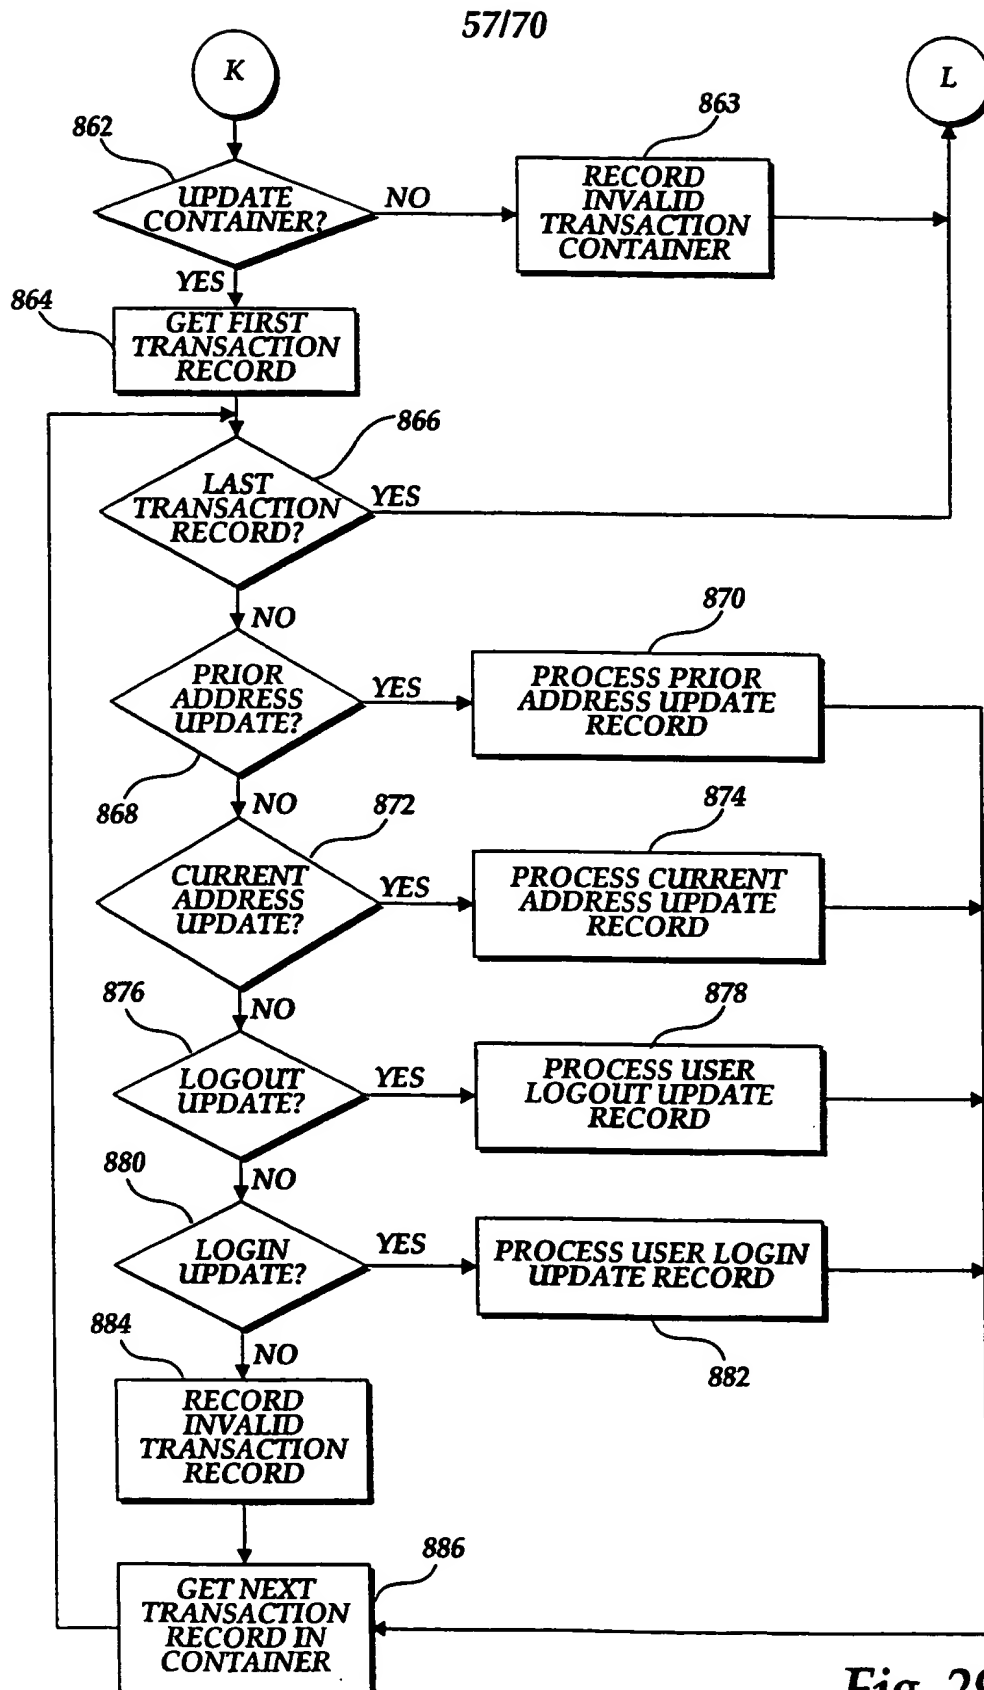 57/70
K
L
862
863
UPDATE
CONTAINER?
NO
RECORD
INVALID
TRANSACTION
CONTAINER
YES
864
GET FIRST
TRANSACTION
RECORD
866
LAST
TRANSACTION
RECORD?
YES
NO
870
PRIOR
ADDRESS
UPDATE?
YES
PROCESS PRIOR
ADDRESS UPDATE
RECORD
868
NO
872
874
CURRENT
ADDRESS
UPDATE?
YES
PROCESS CURRENT
ADDRESS UPDATE
RECORD
876
NO
878
LOGOUT
UPDATE?
YES
PROCESS USER
LOGOUT UPDATE
RECORD
880
NO
LOGIN
UPDATE?
YES
PROCESS USER LOGIN
UPDATE RECORD
884
NO
882
RECORD
INVALID
TRANSACTION
RECORD
886
GET NEXT
TRANSACTION
RECORD IN
CONTAINER
Fig. 29